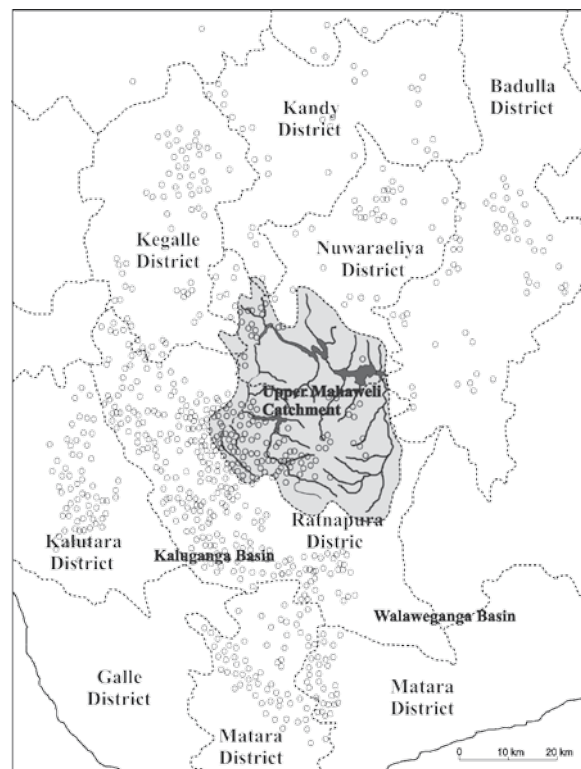 Kandy
District
Badulla
District
Kegalle
District
Nuwaraeliya
District
Upper Makaweli
Catchment
Ratnapura
Distric
Kalutara
District
Kaluganga Basin
Walaweganga Basin
Galle
District
Matara
District
Matara
District
0
10 km
20 km